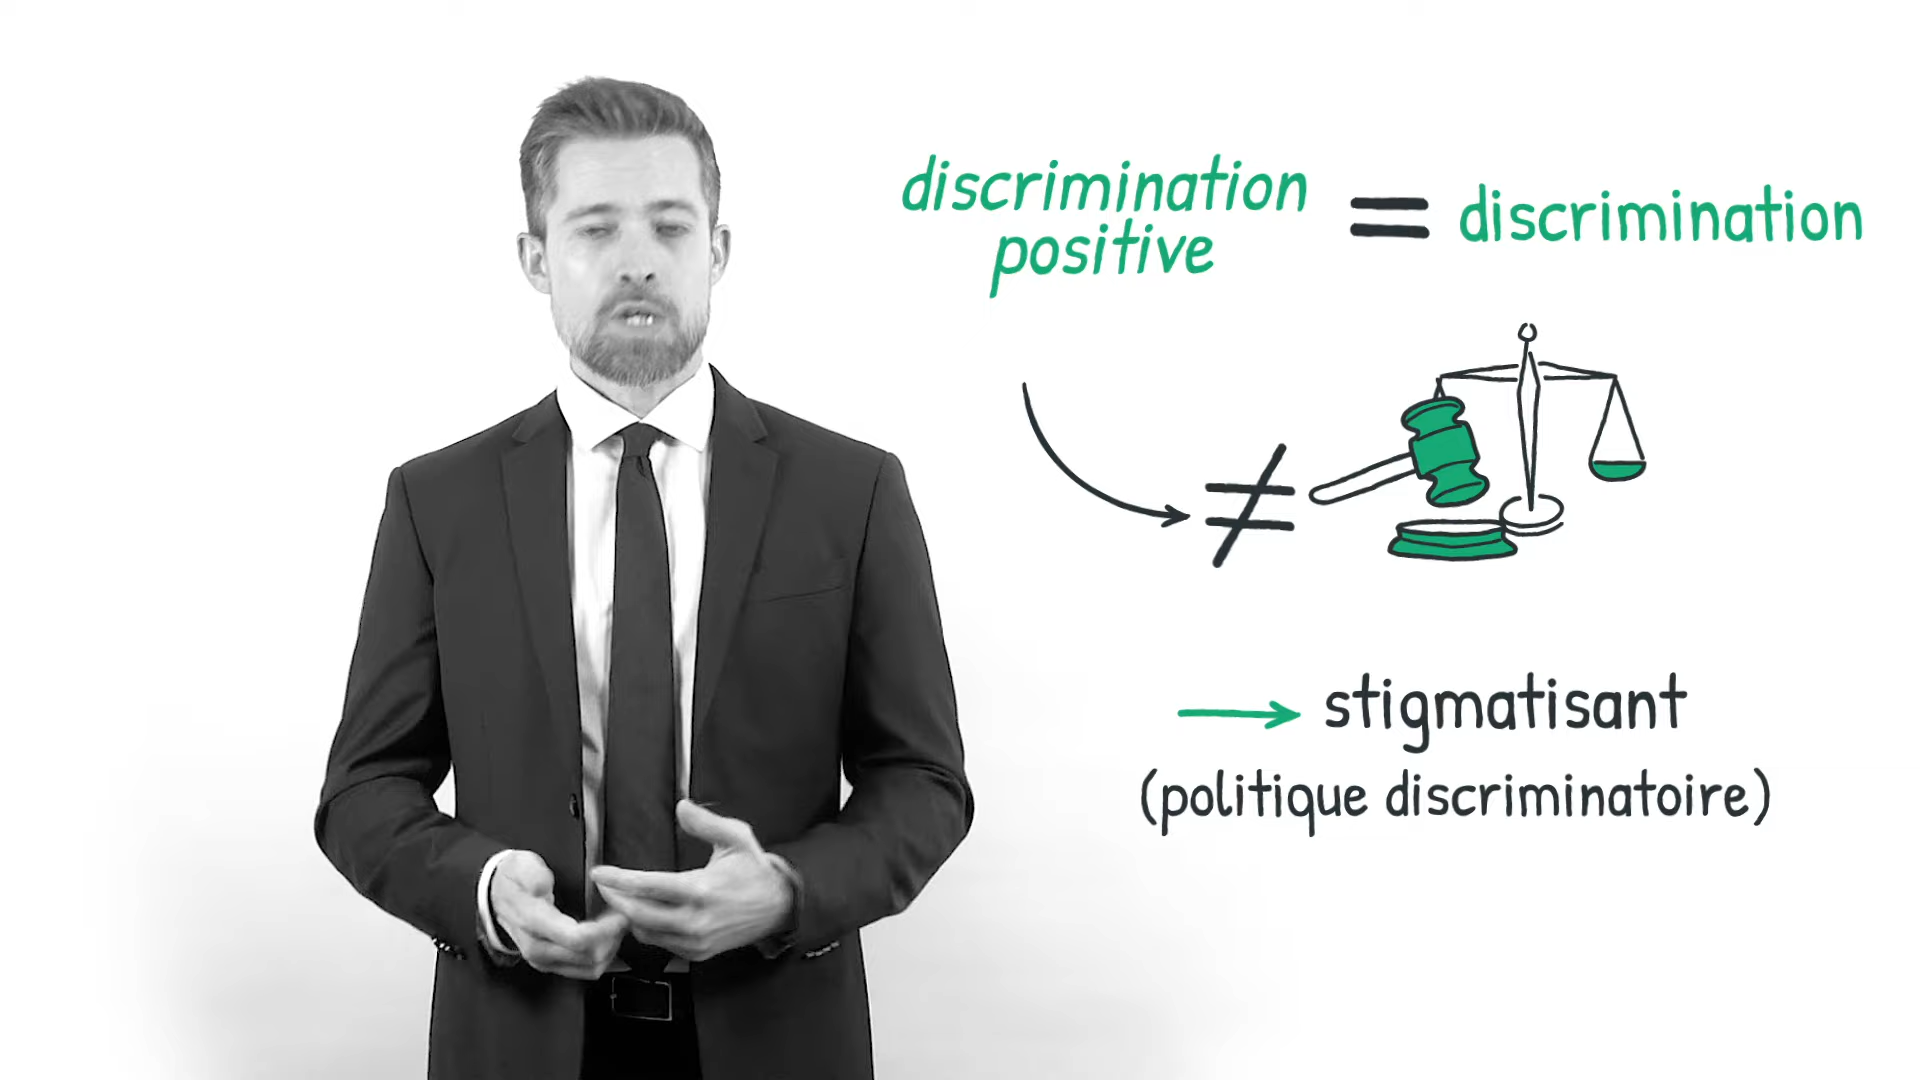 discrimination
positive
= discrimination
≠
stigmatisant
(politique discriminatoire)